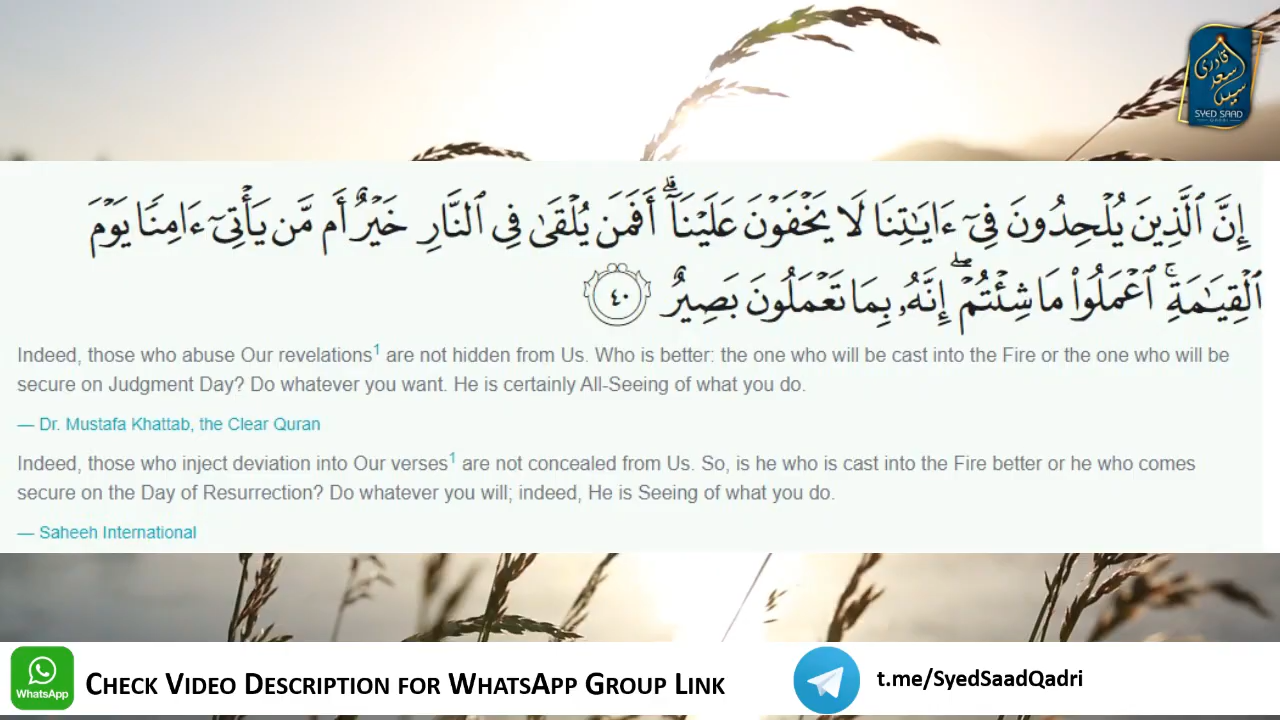 قادری
سعد
سید
SYED SAAD
إِنَّ ٱلَّذِينَ يُلْحِدُونَ فِىٓ ءَايَـٰتِنَا لَا يَخْفَوْنَ عَلَيْنَآ ۗ أَفَمَن يُلْقَىٰ فِى ٱلنَّارِ خَيْرٌ أَم مَّن يَأْتِىٓ ءَامِنًا يَوْمَ
ٱلْقِيَـٰمَةِ ۚ ٱعْمَلُوا۟ مَا شِئْتُمْ ۖ إِنَّهُۥ بِمَا تَعْمَلُونَ بَصِيرٌ ٤٠
Indeed, those who abuse Our revelations1 are not hidden from Us. Who is better: the one who will be cast into the Fire or the one who will be
secure on Judgment Day? Do whatever you want. He is certainly All-Seeing of what you do.
— Dr. Mustafa Khattab, the Clear Quran
Indeed, those who inject deviation into Our verses1 are not concealed from Us. So, is he who is cast into the Fire better or he who comes
secure on the Day of Resurrection? Do whatever you will; indeed, He is Seeing of what you do.
— Saheeh International
WhatsApp
CHECK VIDEO DESCRIPTION FOR WHATSAPP GROUP LINK
t.me/SyedSaadQadri